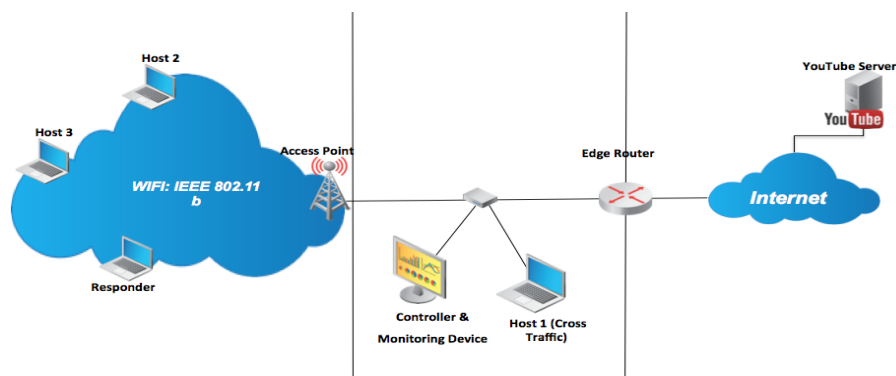 Host 2
YouTube Server
Host 3
YouTube
Access Point
Edge Router
WIFI: IEEE 802.11
b
Internet
Responder
Controller &
Monitoring Device
Host 1 (Cross
Traffic)